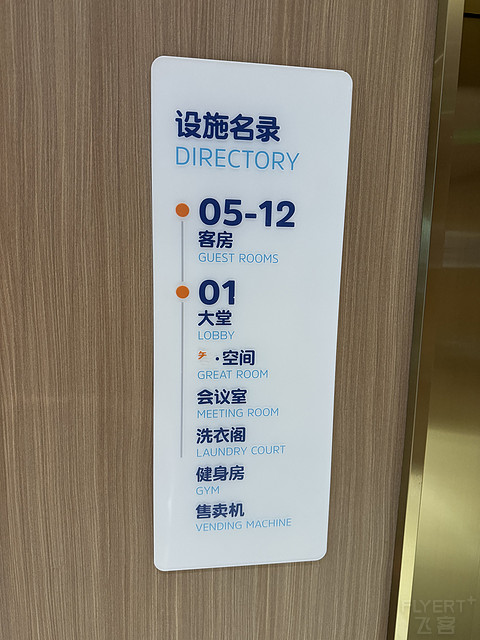 设施名录
DIRECTORY
05-12
客房
GUEST ROOMS
01
大堂
LOBBY
·空间
GREAT ROOM
会议室
MEETING ROOM
洗衣阁
LAUNDRY COURT
健身房
GYM
售卖机
VENDING MACHINE
FLYERT+
飞客